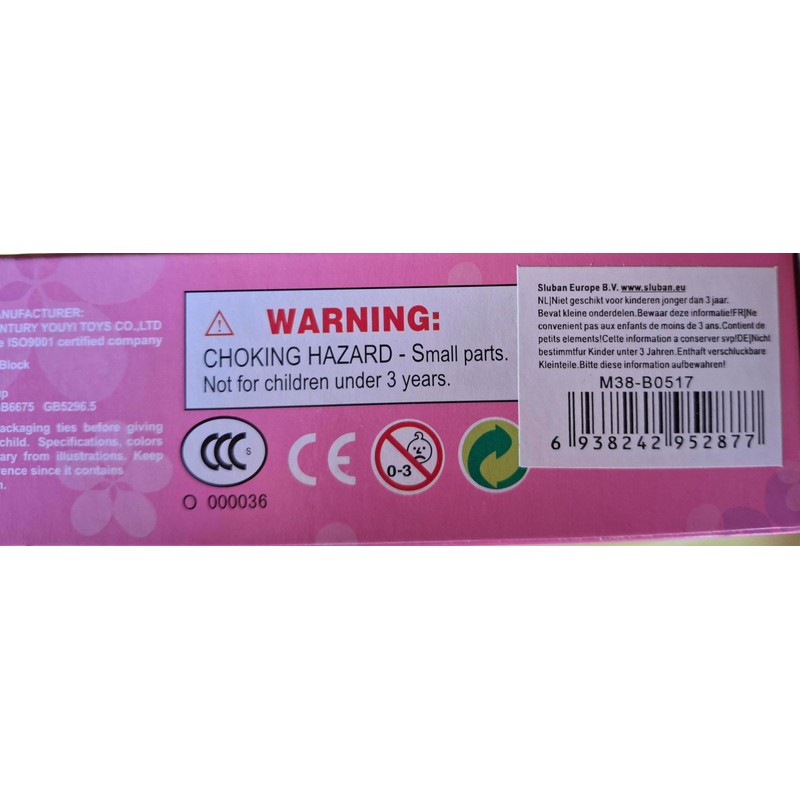 ANUFACTURER:
NTURY YOUYI TOYS CO.,LTD
e ISO9001 certified company
Block
up
B6675 GB5296.5
ackaging ties before giving
child. Specifications, colors
ary from illustrations. Keep
rence since it contains
n.
WARNING:
CHOKING HAZARD - Small parts.
Not for children under 3 years.
CCC S
O 000036
CE
0-3
Sluban Europe B.V. www.sluban.eu
NL|Niet geschikt voor kinderen jonger dan 3 jaar.
Bevat kleine onderdelen.Bewaar deze informatie!FR|Ne
convenient pas aux enfants de moins de 3 ans.Contient de
petits elements!Cette information a conserver svp!DE|Nicht
bestimmtfur Kinder unter 3 Jahren.Enthaft verschluckbare
Kleinteile.Bitte diese information aufbewahren!
M38-B0517
6 938242 952877